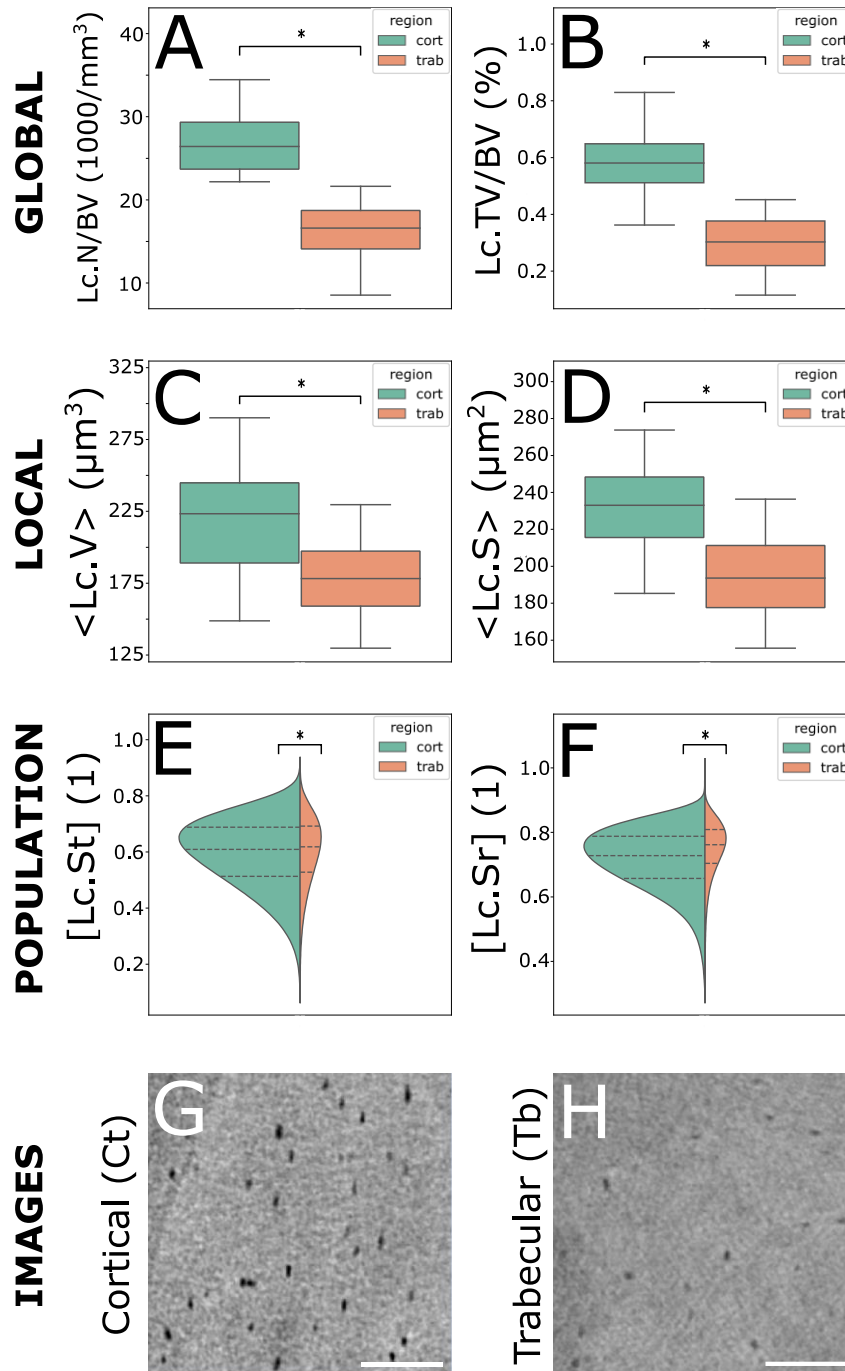 GLOBAL
A
Lc.N/BV (1000/mm³)
40
30
20
10
*
region
cort
trab
B
Lc.TV/BV (%)
1.0
0.8
0.6
0.4
0.2
*
region
cort
trab
LOCAL
C
<Lc.V> (µm³)
325
275
225
175
125
*
region
cort
trab
D
<Lc.S> (µm²)
300
280
260
240
220
200
180
160
*
region
cort
trab
POPULATION
E
[Lc.St] (1)
1.0
0.8
0.6
0.4
0.2
*
region
cort
trab
F
[Lc.Sr] (1)
1.0
0.8
0.6
0.4
*
region
cort
trab
IMAGES
Cortical (Ct)
G
Trabecular (Tb)
H